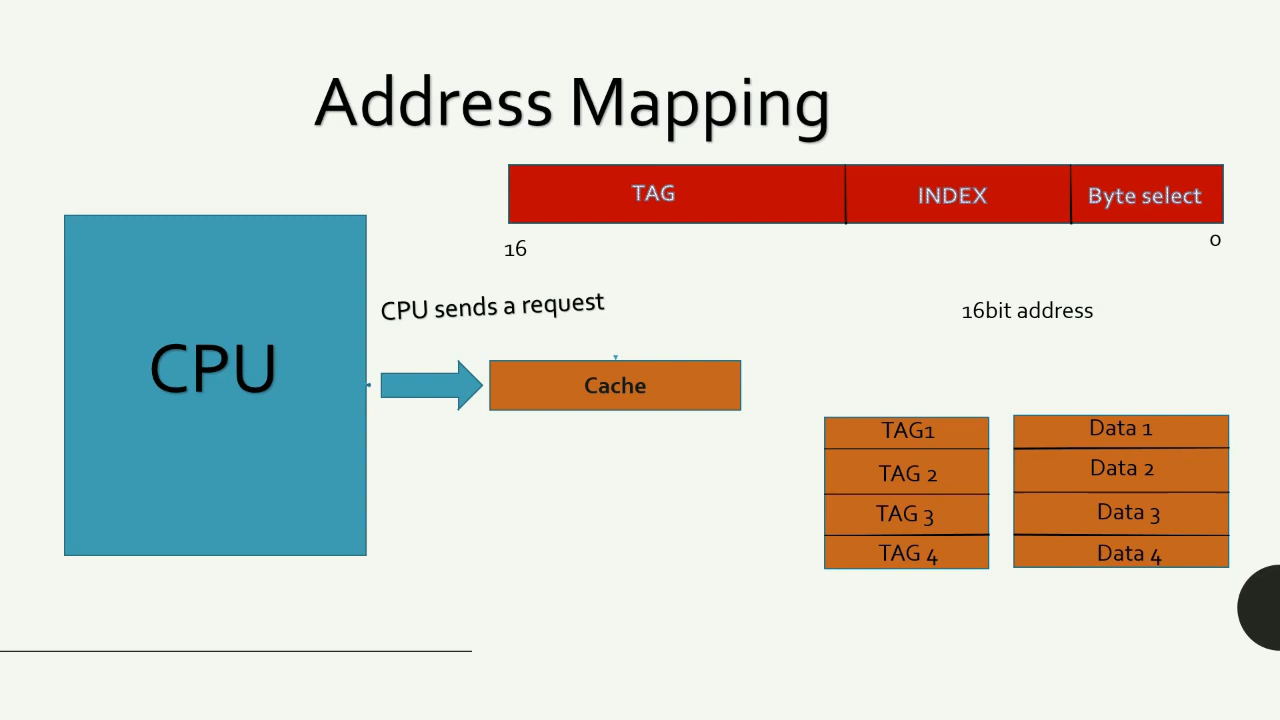 Address Mapping
TAG
INDEX
Byte select
16
0
CPU sends a request
16bit address
CPU
Cache
TAG1
Data 1
TAG 2
Data 2
TAG 3
Data 3
TAG 4
Data 4